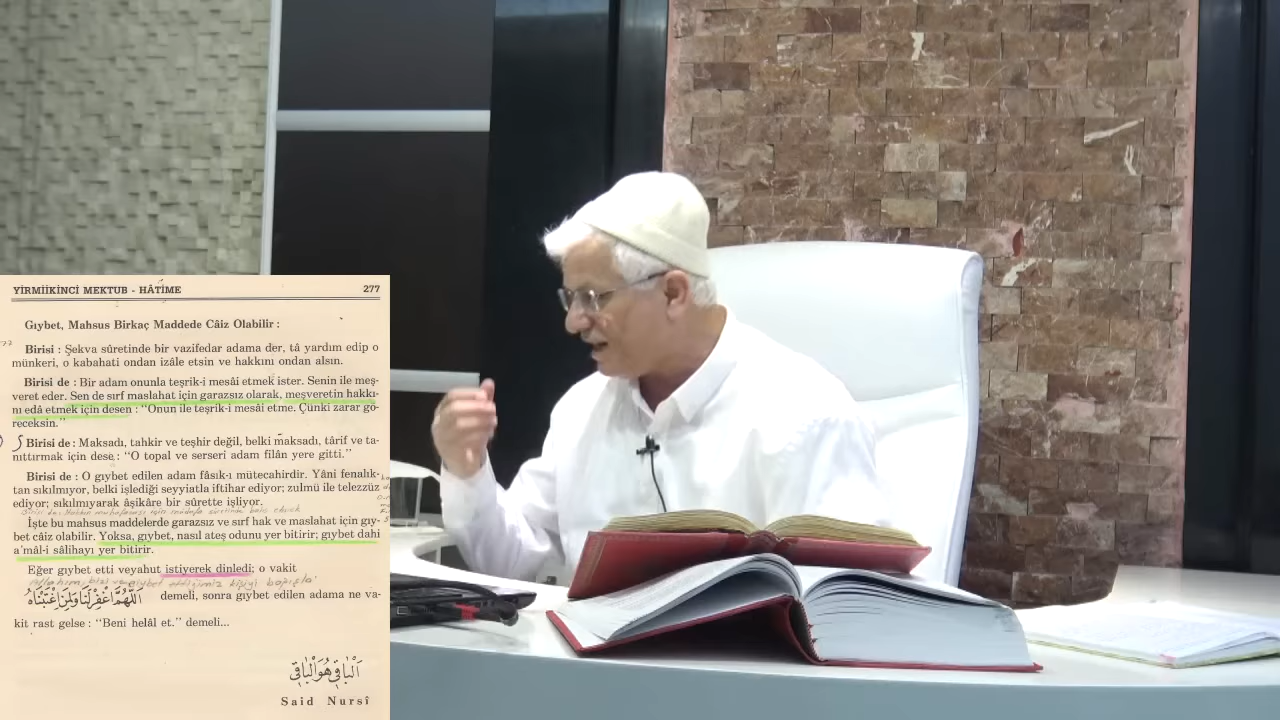 YİRMİİKİNCİ MEKTUB - HÂTİME 277
Gıybet, Mahsus Birkaç Maddede Câiz Olabilir :
Birisi : Şekva sûretinde bir vazifedar adama der, tâ yardım edip o
münkeri, o kabahati ondan izâle etsin ve hakkını ondan alsın.
Birisi de : Bir adam onunla teşrik-i mesâi etmek ister. Senin ile meş-
veret eder. Sen de sırf maslahat için garazsız olarak, meşveretin hakkı-
nı edâ etmek için desen : "Onun ile teşrik-i mesâi etme. Çünki zarar gö-
receksin."
Birisi de : Maksadı, tahkir ve teşhir değil, belki maksadı, târif ve ta-
nıttırmak için dese : "O topal ve serseri adam filân yere gitti."
Birisi de : O gıybet edilen adam fâsık-ı mütecahirdir. Yâni fenalık-
tan sıkılmıyor, belki işlediği seyyiatla iftihar ediyor; zulmü ile telezzüz
ediyor; sıkılmıyarak âşikâre bir sûrette işliyor.
İşte bu mahsus maddelerde garazsız ve sırf hak ve maslahat için gıy-
bet câiz olabilir. Yoksa, gıybet, nasıl ateş odunu yer bitirir; gıybet dahi
a'mâl-i sâlihayı yer bitirir.
Eğer gıybet etti veyahut istiyerek dinledi; o vakit
اَللّٰهُمَّ اغْفِرْلَنَا وَلِمَنِ اغْتَبْنَاهُ demeli, sonra gıybet edilen adama ne va-
kit rast gelse : "Beni helâl et." demeli...
اَلْبَاقِى هُوَ الْبَاقِى
Said Nursî